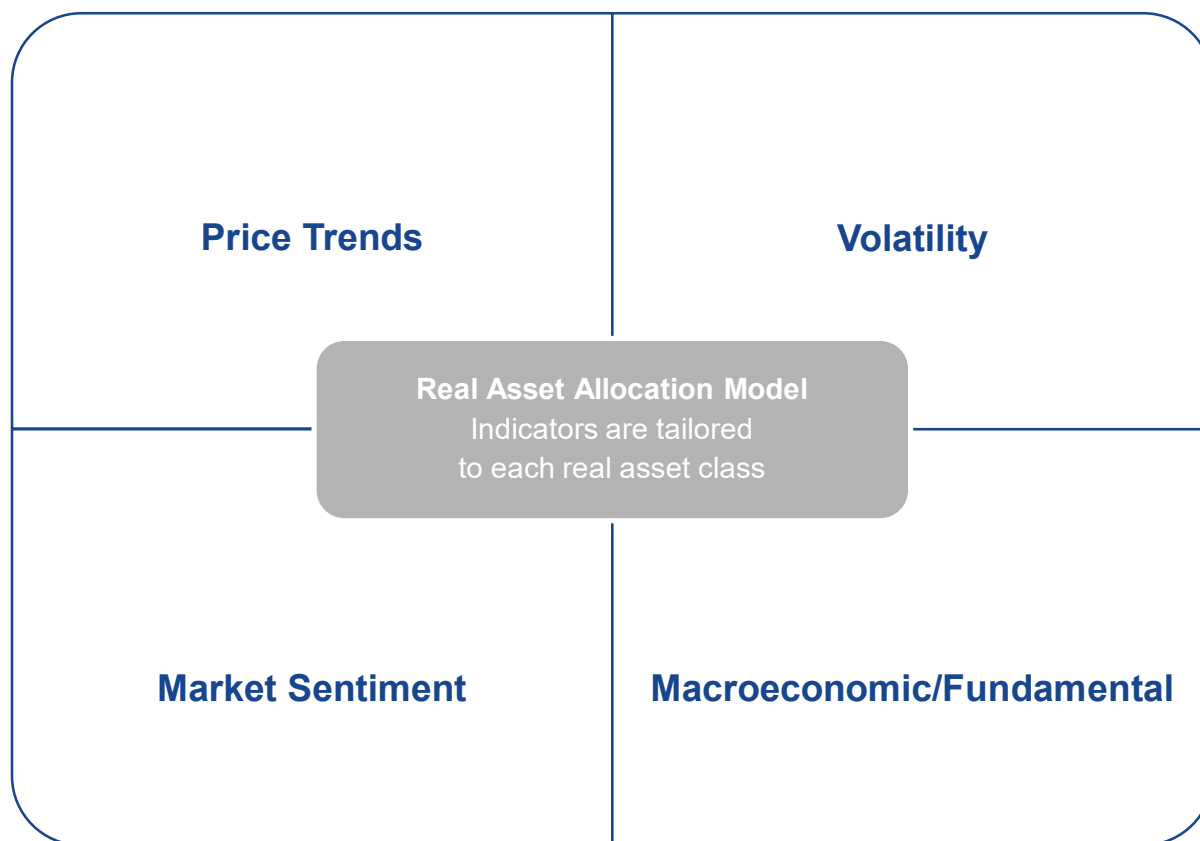 Price Trends
Volatility
Real Asset Allocation Model
Indicators are tailored
to each real asset class
Market Sentiment
Macroeconomic/Fundamental